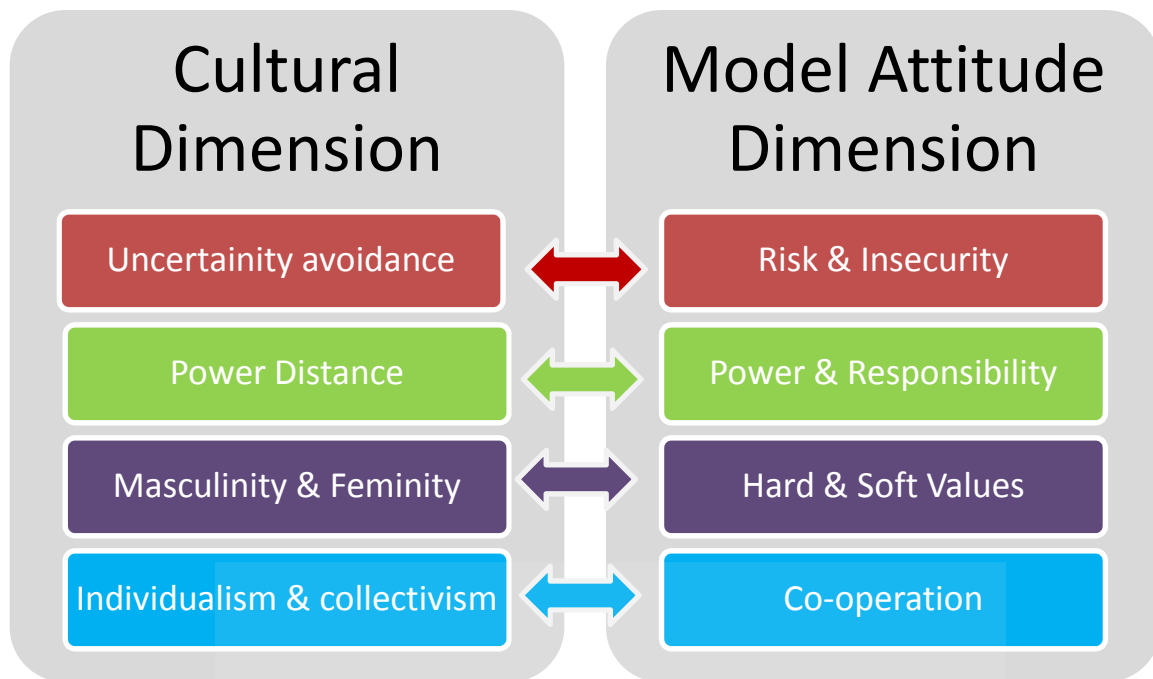 Cultural
Dimension
Uncertainity avoidance
Power Distance
Masculinity & Feminity
Individualism & collectivism
Model Attitude
Dimension
Risk & Insecurity
Power & Responsibility
Hard & Soft Values
Co-operation